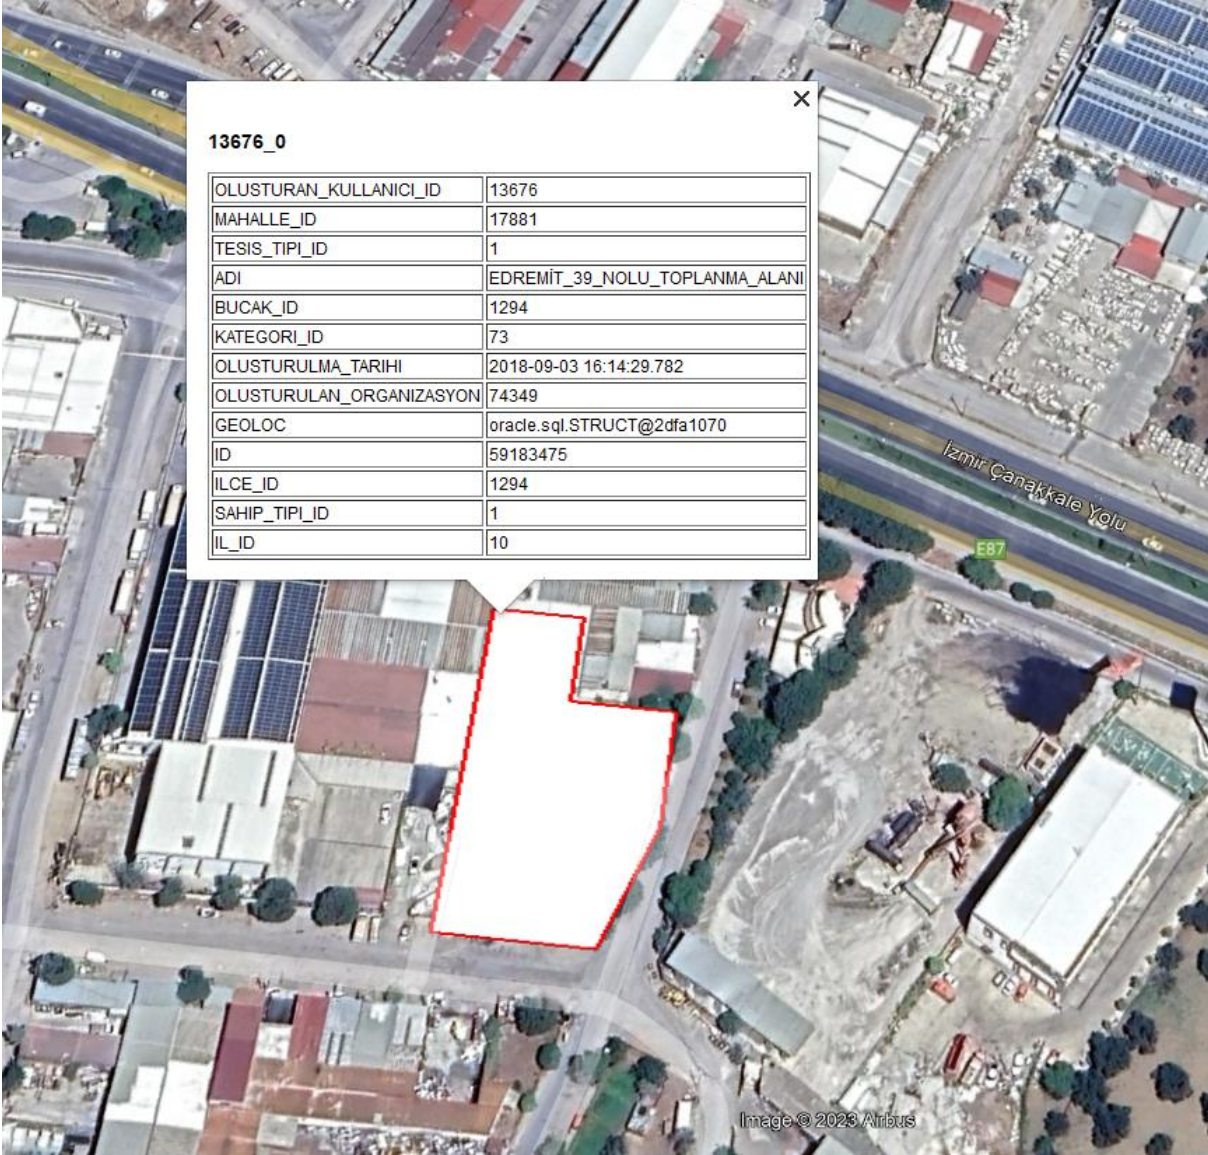 13676_0
OLUSTURAN_KULLANICI_ID 13676
MAHALLE_ID 17881
TESIS_TIPI_ID 1
ADI EDREMİT_39_NOLU_TOPLANMA_ALANI
BUCAK_ID 1294
KATEGORI_ID 73
OLUSTURULMA_TARIHI 2018-09-03 16:14:29.782
OLUSTURULAN_ORGANIZASYON 74349
GEOLOC oracle.sql.STRUCT@2dfa1070
ID 59183475
ILCE_ID 1294
SAHIP_TIPI_ID 1
IL_ID 10
İzmir Çanakkale Yolu
E87
Image © 2023 Airbus